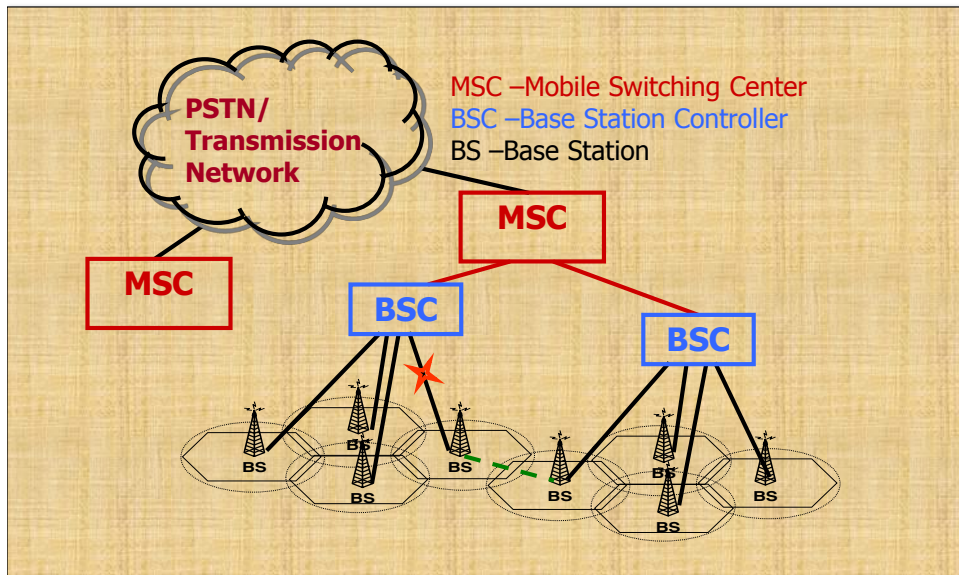 PSTN/
Transmission
Network
MSC –Mobile Switching Center
BSC –Base Station Controller
BS –Base Station
MSC
MSC
BSC
BSC
BS
BS
BS
BS
BS
BS
BS
BS